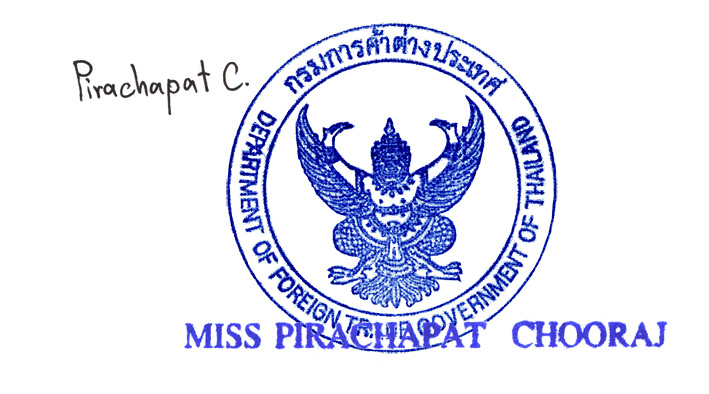 Pirachapat C.
กรมการค้าต่างประเทศ
DEPARTMENT OF FOREIGN TRADE GOVERNMENT OF THAILAND
MISS PIRACHAPAT CHOORAJ